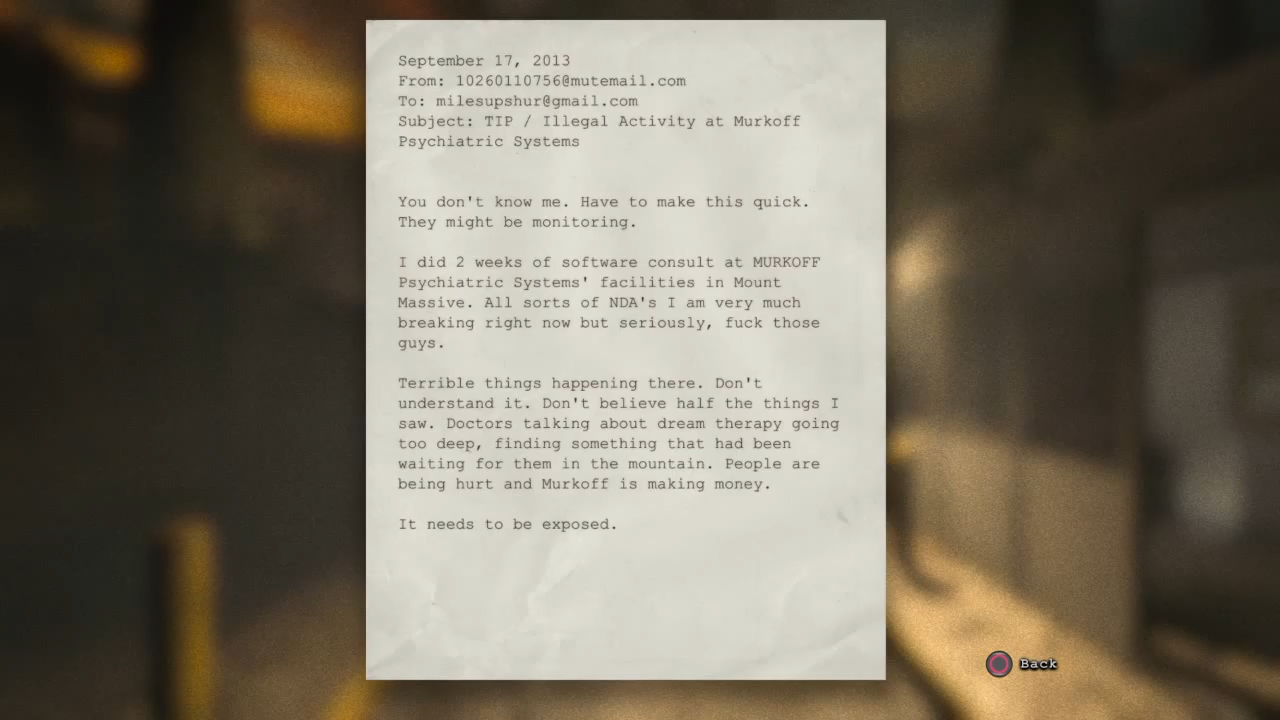 September 17, 2013
From: 10260110756@mutemail.com
To: milesupshur@gmail.com
Subject: TIP / Illegal Activity at Murkoff
Psychiatric Systems
You don't know me. Have to make this quick.
They might be monitoring.
I did 2 weeks of software consult at MURKOFF
Psychiatric Systems' facilities in Mount
Massive. All sorts of NDA's I am very much
breaking right now but seriously, fuck those
guys.
Terrible things happening there. Don't
understand it. Don't believe half the things I
saw. Doctors talking about dream therapy going
too deep, finding something that had been
waiting for them in the mountain. People are
being hurt and Murkoff is making money.
It needs to be exposed.
Back